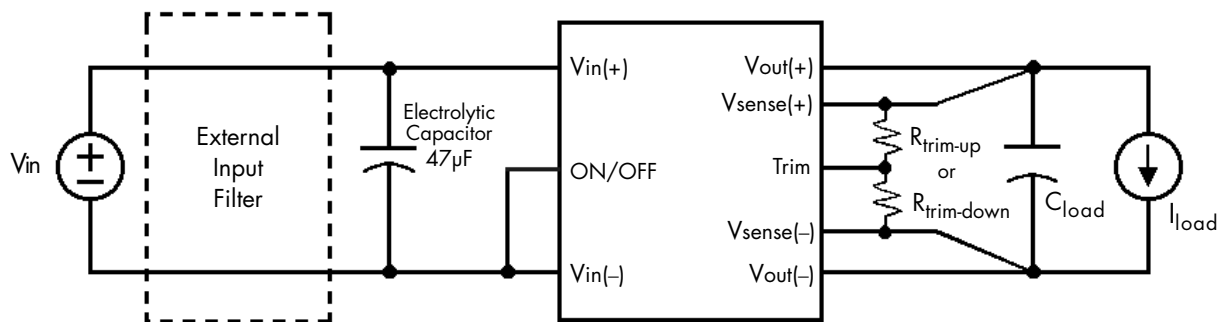 Vin
External
Input
Filter
Electrolytic
Capacitor
47µF
Vin(+)
ON/OFF
Vin(–)
Vout(+)
Vsense(+)
Trim
Vsense(–)
Vout(–)
Rtrim-up
or
Rtrim-down
Cload
Iload